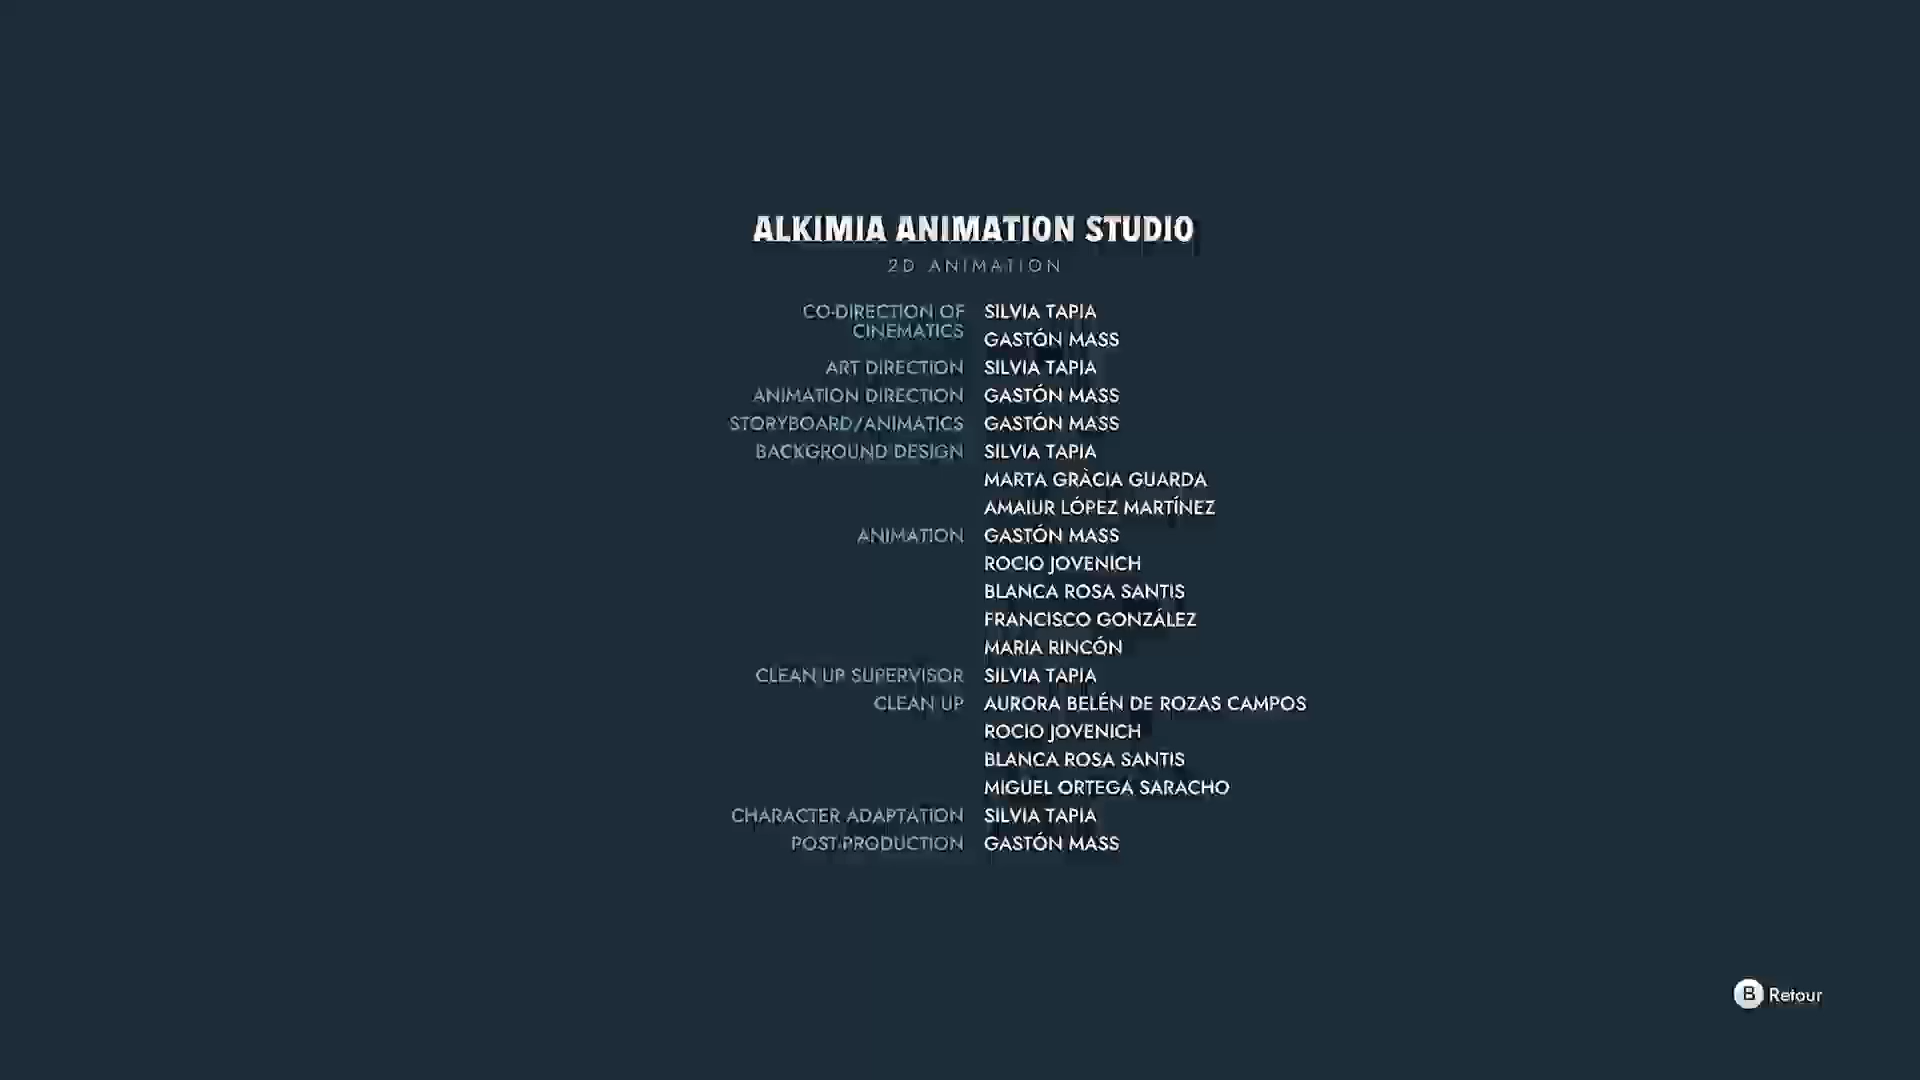 ALKIMIA ANIMATION STUDIO
2D ANIMATION
CO-DIRECTION OF CINEMATICS SILVIA TAPIA
GASTÓN MASS
ART DIRECTION SILVIA TAPIA
ANIMATION DIRECTION GASTÓN MASS
STORYBOARD/ANIMATICS GASTÓN MASS
BACKGROUND DESIGN SILVIA TAPIA
MARTA GRÀCIA GUARDA
AMAIUR LÓPEZ MARTÍNEZ
ANIMATION GASTÓN MASS
ROCIO JOVENICH
BLANCA ROSA SANTIS
FRANCISCO GONZÁLEZ
MARIA RINCÓN
CLEAN UP SUPERVISOR SILVIA TAPIA
CLEAN UP AURORA BELÉN DE ROZAS CAMPOS
ROCIO JOVENICH
BLANCA ROSA SANTIS
MIGUEL ORTEGA SARACHO
CHARACTER ADAPTATION SILVIA TAPIA
POST-PRODUCTION GASTÓN MASS
B Retour